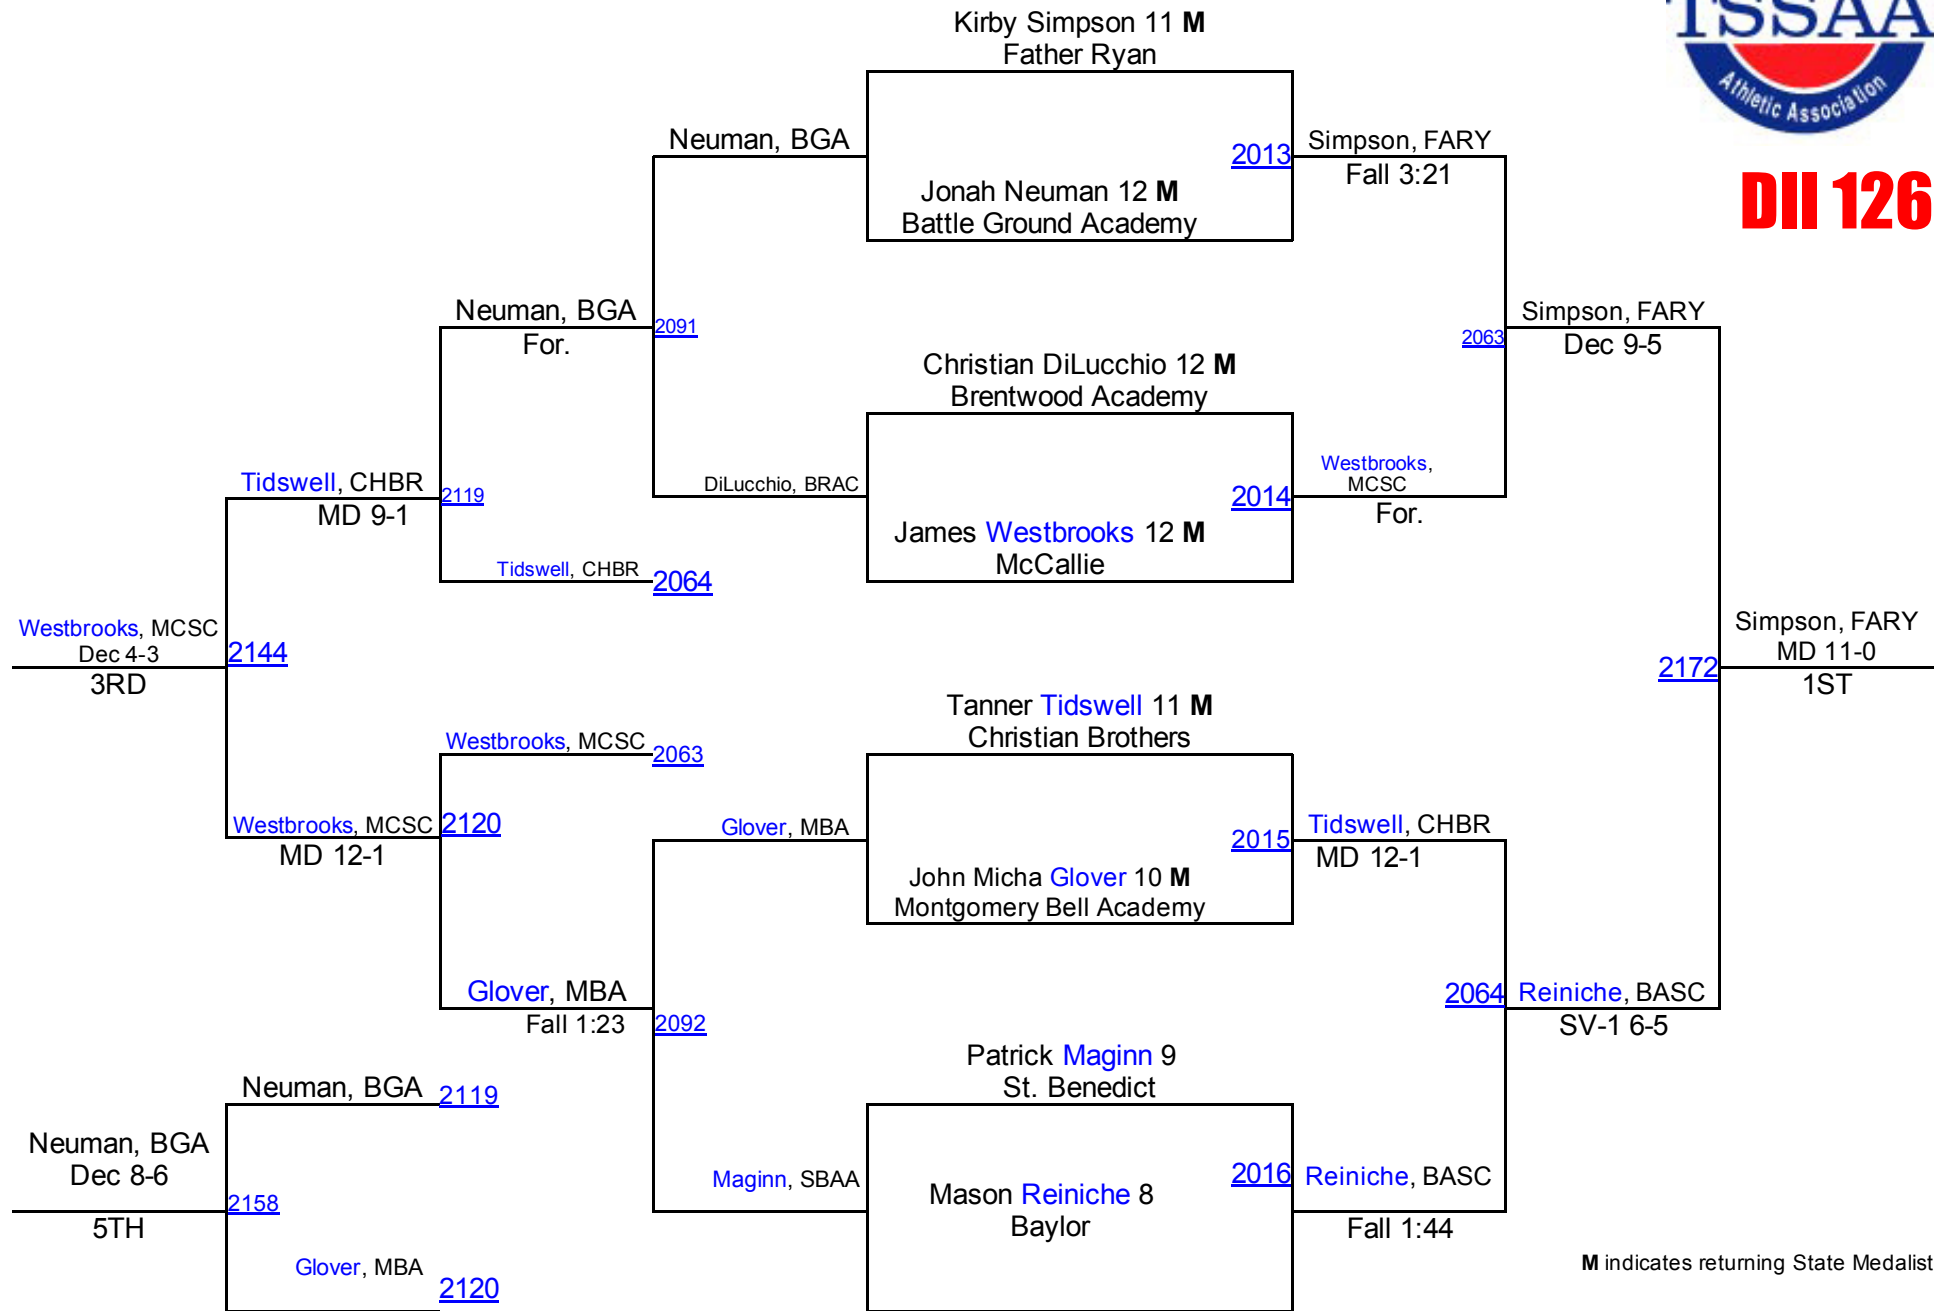 TSSAA
Athletic Association
DII 126
Kirby Simpson 11 M
Father Ryan
Neuman, BGA
2013
Simpson, FARY
Fall 3:21
Jonah Neuman 12 M
Battle Ground Academy
Neuman, BGA
For.
2091
2063
Simpson, FARY
Dec 9-5
Christian DiLucchio 12 M
Brentwood Academy
Tidswell, CHBR
MD 9-1
2119
DiLucchio, BRAC
2014
Westbrooks,
MCSC
For.
James Westbrooks 12 M
McCallie
Tidswell, CHBR
2064
Westbrooks, MCSC
Dec 4-3
3RD
2144
2172
Simpson, FARY
MD 11-0
1ST
Tanner Tidswell 11 M
Christian Brothers
Westbrooks, MCSC
2063
Westbrooks, MCSC
MD 12-1
2120
Glover, MBA
2015
Tidswell, CHBR
MD 12-1
John Micha Glover 10 M
Montgomery Bell Academy
Glover, MBA
Fall 1:23
2092
2064
Reiniche, BASC
SV-1 6-5
Patrick Maginn 9
St. Benedict
Neuman, BGA
2119
Neuman, BGA
Dec 8-6
5TH
2158
Maginn, SBAA
2016
Reiniche, BASC
Fall 1:44
Mason Reiniche 8
Baylor
Glover, MBA
2120
M indicates returning State Medalist